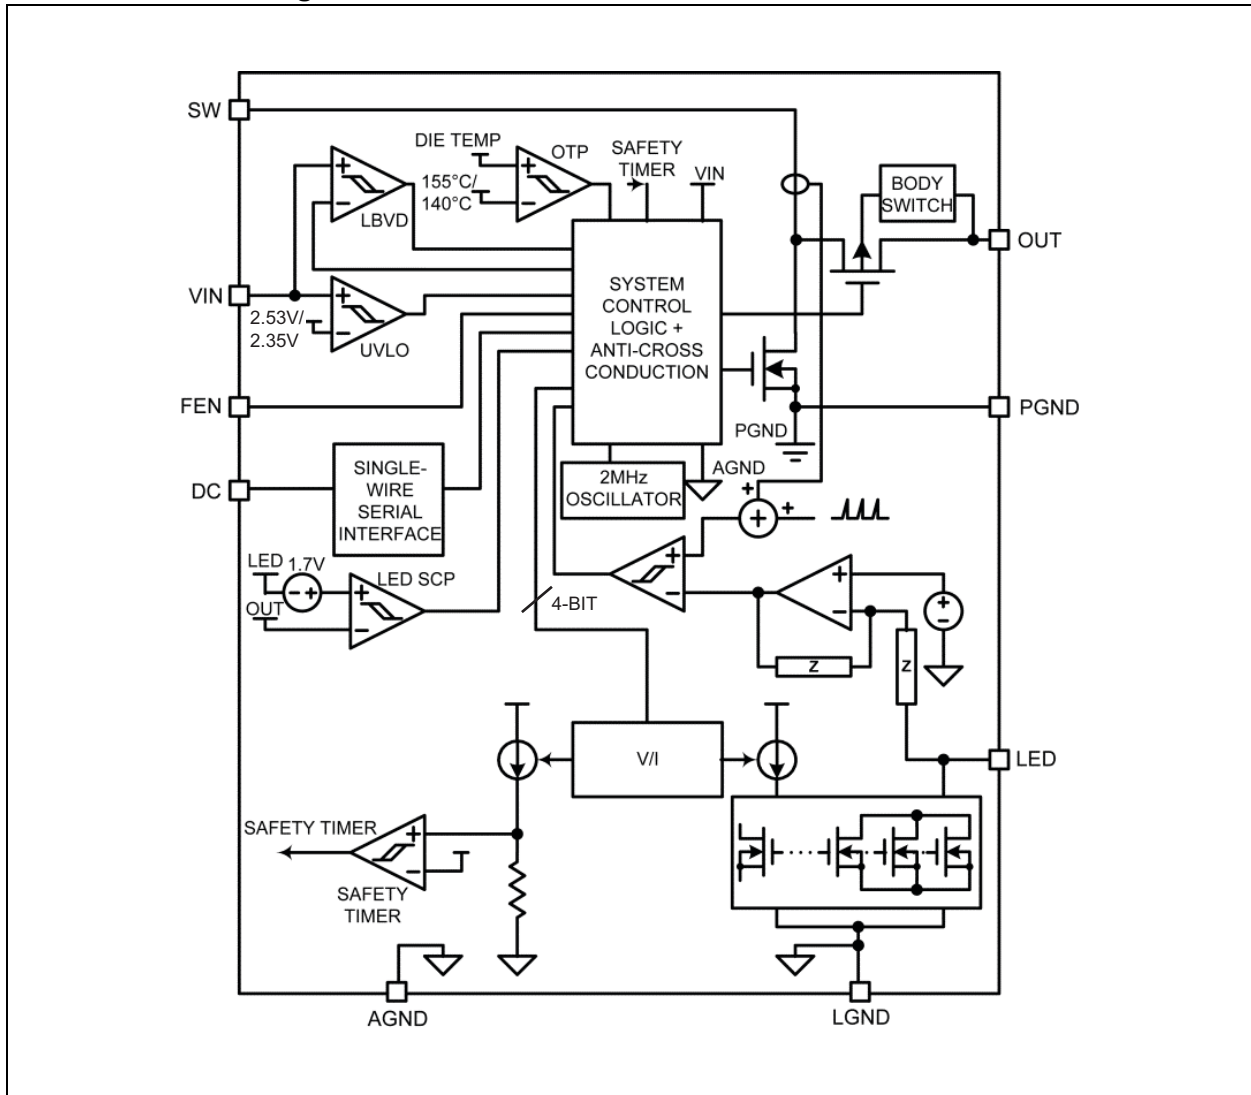 SW
DIE TEMP
OTP
SAFETY
TIMER
VIN
155°C/
140°C
BODY
SWITCH
LBVD
OUT
VIN
2.53V/
2.35V
UVLO
SYSTEM
CONTROL
LOGIC +
ANTI-CROSS
CONDUCTION
FEN
PGND
PGND
DC
SINGLE-
WIRE
SERIAL
INTERFACE
2MHz
OSCILLATOR
AGND
+
+
+
LED
1.7V
- +
OUT
LED SCP
+
-
4-BIT
+
-
+
-
+
-
Z
Z
V/I
LED
SAFETY TIMER
+
-
SAFETY
TIMER
AGND
LGND